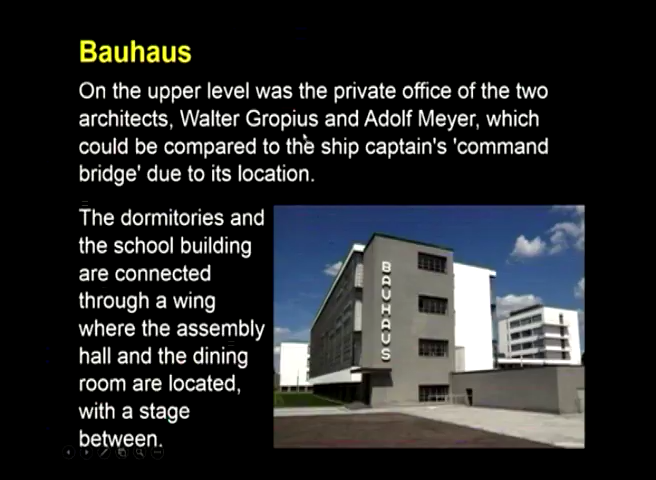 Bauhaus
On the upper level was the private office of the two
architects, Walter Gropius and Adolf Meyer, which
could be compared to the ship captain's 'command
bridge' due to its location.
The dormitories and
the school building
are connected
through a wing
where the assembly
hall and the dining
room are located,
with a stage
between.
BAUHAUS